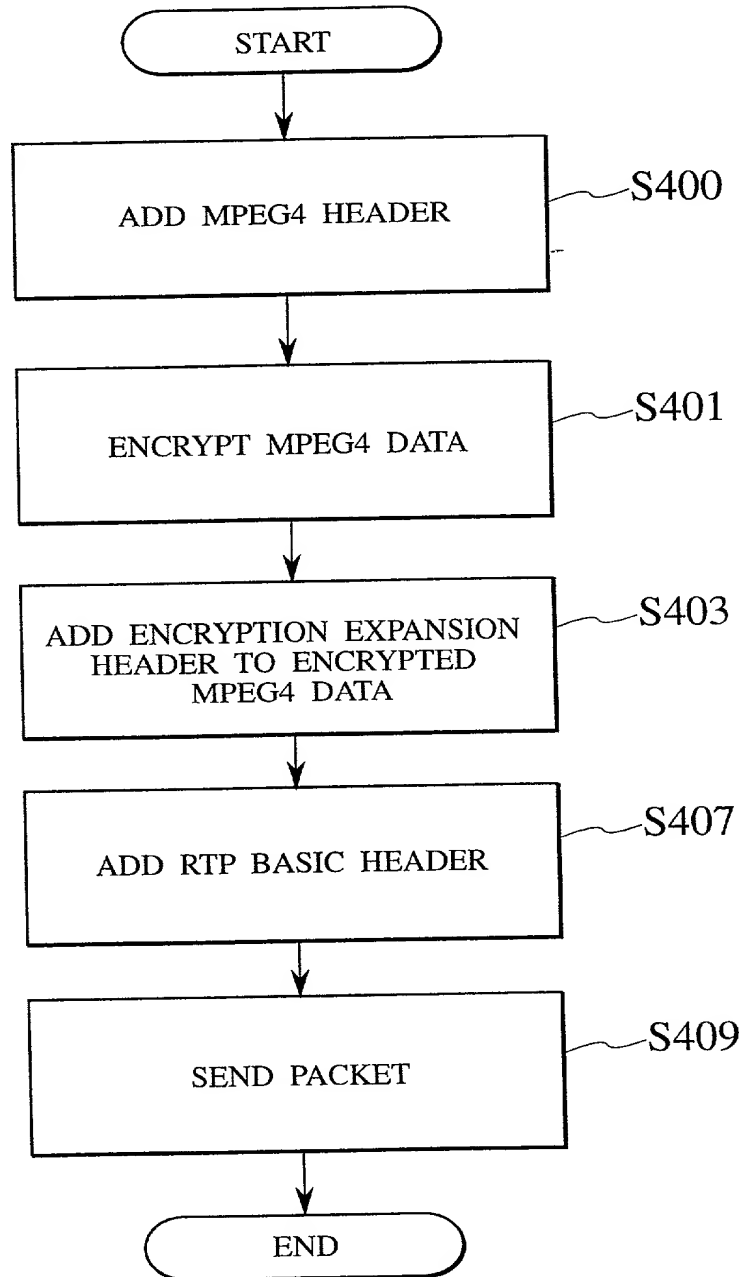 START
ADD MPEG4 HEADER
S400
ENCRYPT MPEG4 DATA
S401
ADD ENCRYPTION EXPANSION
HEADER TO ENCRYPTED
MPEG4 DATA
S403
ADD RTP BASIC HEADER
S407
SEND PACKET
S409
END